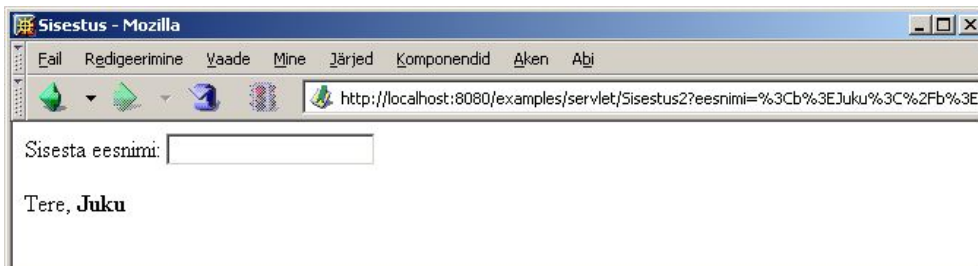 Sisestus - Mozilla
Eail Redigeerimine Vaade Mine Järjed Komponendid Aken Abi
http://localhost:8080/examples/servlet/Sisestus2?eesnimi=%3Cb%3EJuku%3C%2Fb%3E
Sisesta eesnimi:
Tere, Juku